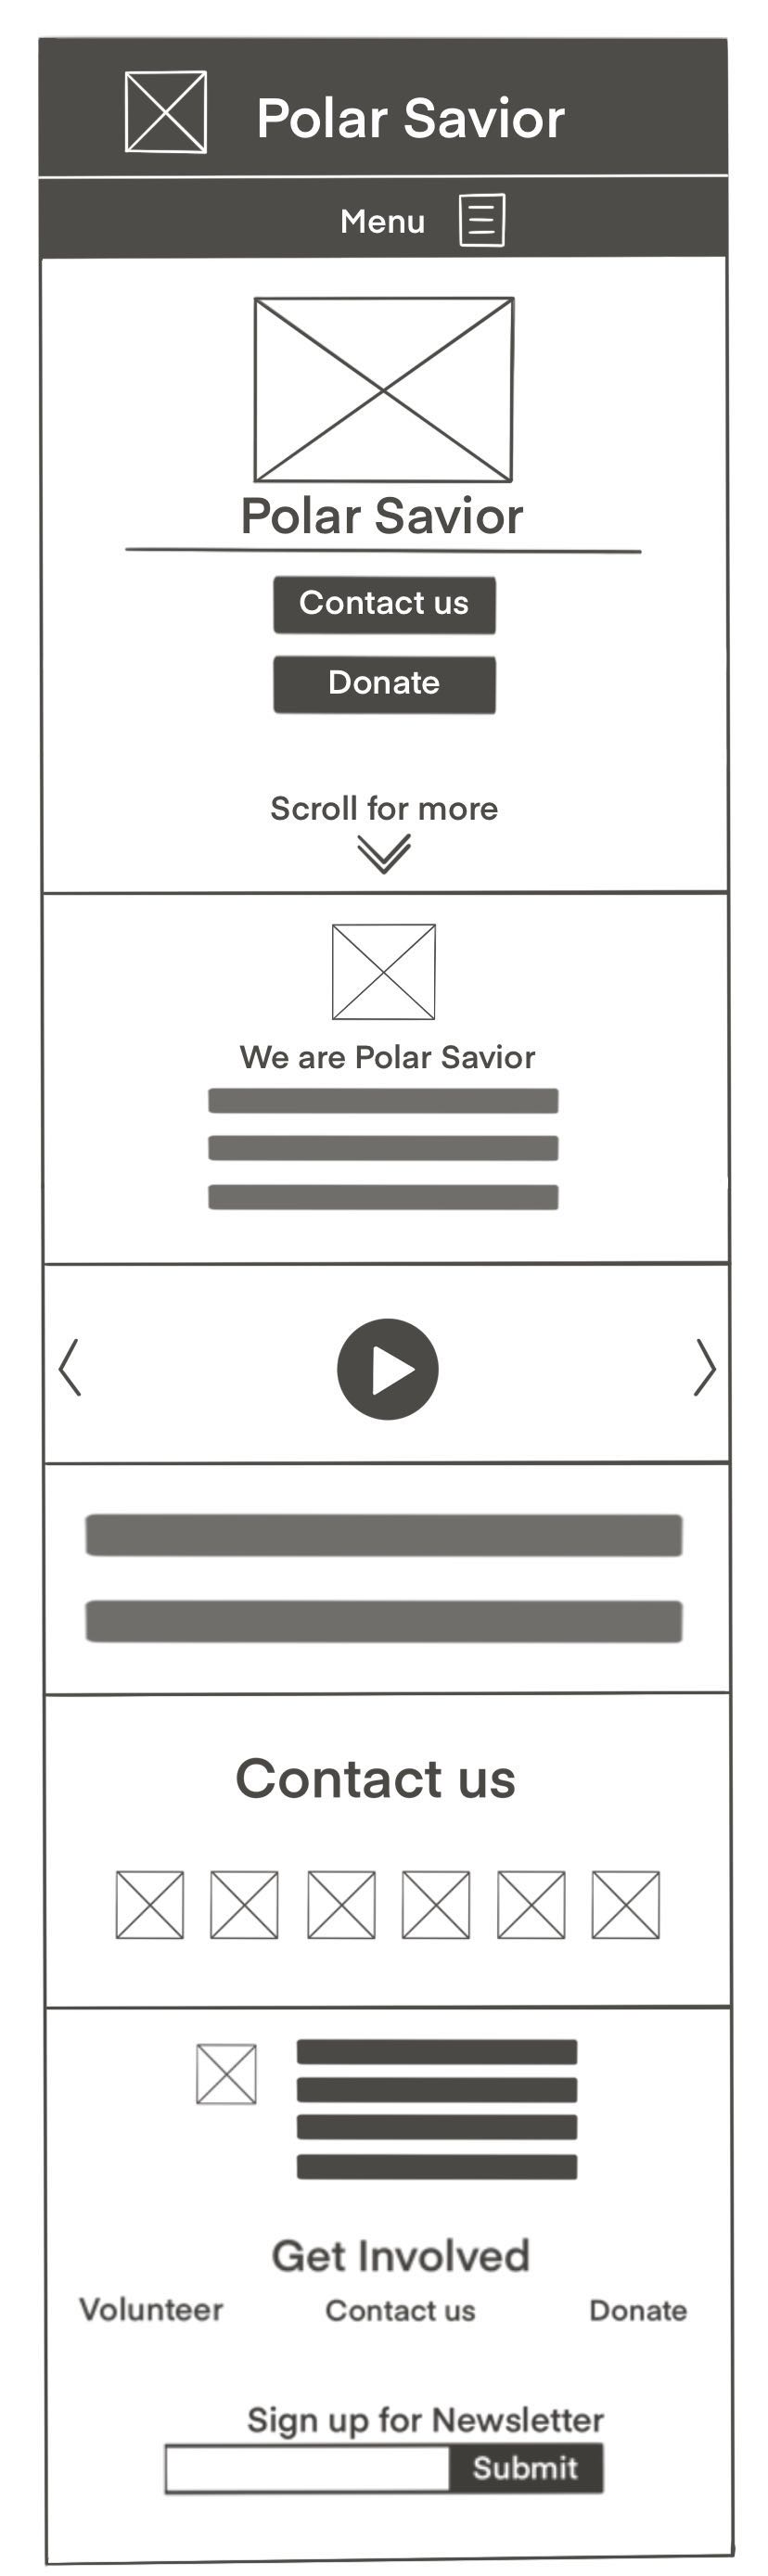 Polar Savior
Menu
Polar Savior
Contact us
Donate
Scroll for more
We are Polar Savior
Contact us
Get Involved
Volunteer Contact us Donate
Sign up for Newsletter
Submit